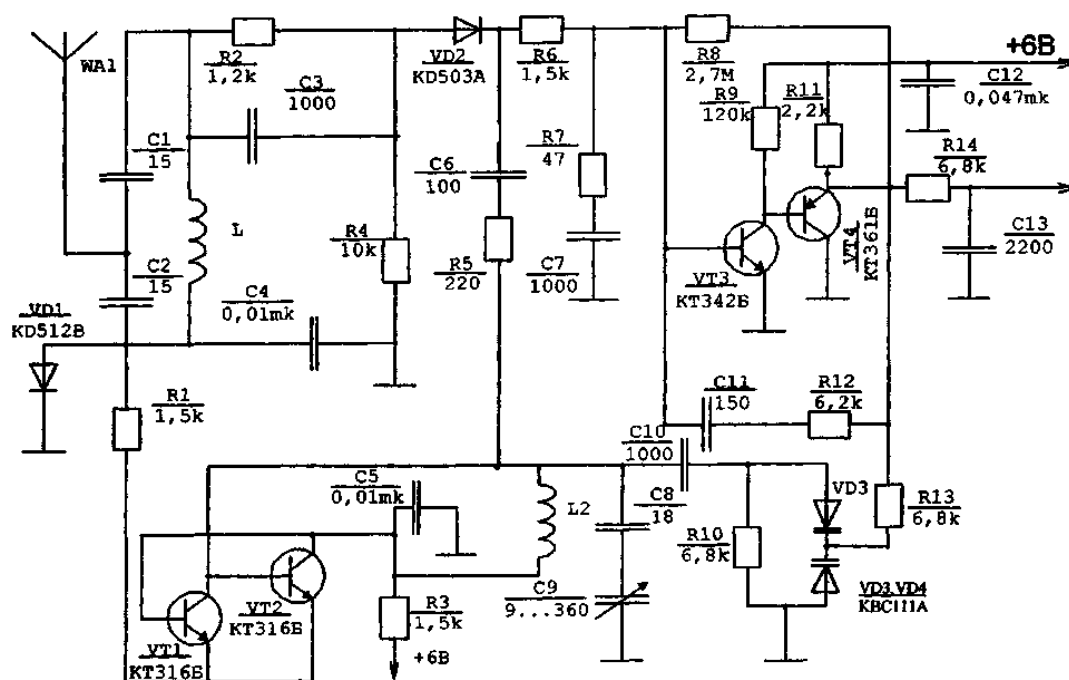 WA1
R2
1,2k
C3
1000
VD2
KD503A
R6
1,5k
R8
2,7M
+6B
C12
0,047mk
R9
120k
R11
2,2k
C1
15
C6
100
R7
47
R14
6,8k
L
R4
10k
R5
220
C7
1000
VT3
KT342Б
VT4
KT361Б
C13
2200
C2
15
VD1
KD512B
C4
0,01mk
R1
1,5k
C11
150
R12
6,2k
C10
1000
C5
0,01mk
L2
C8
18
VD3
R13
6,8k
R10
6,8k
C9
9...360
VD3,VD4
KBC111A
VT2
KT316Б
R3
1,5k
VT1
KT316Б
+6B